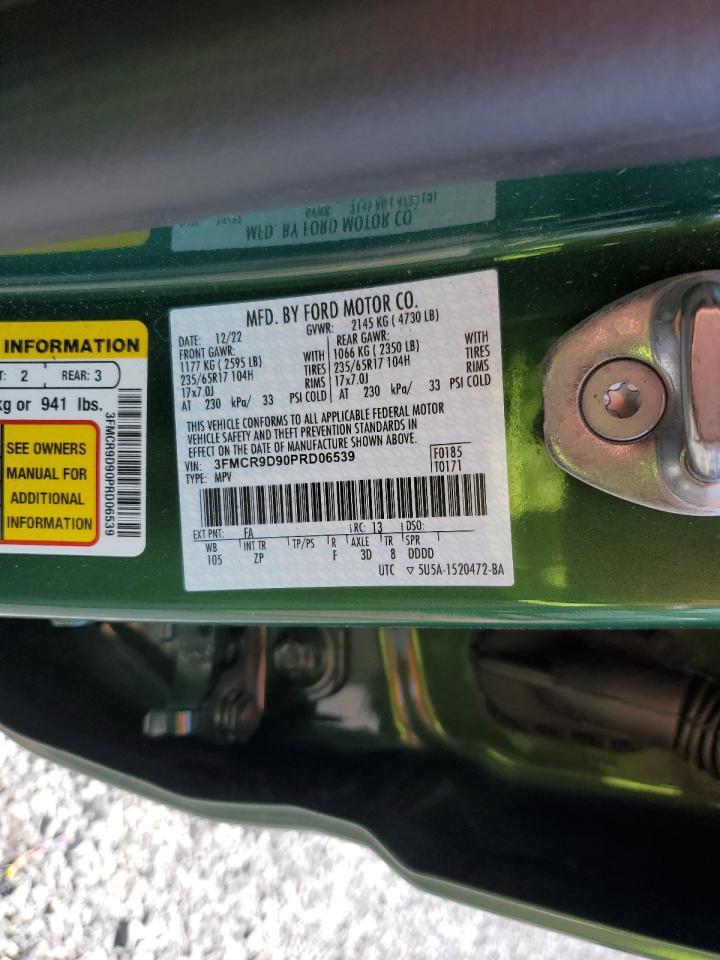 MFD. BY FORD MOTOR CO.
MFD. BY FORD MOTOR CO.
DATE: 12/22 GVWR: 2145 KG ( 4730 LB)
FRONT GAWR: WITH REAR GAWR: WITH
1177 KG ( 2595 LB) TIRES 1066 KG ( 2350 LB) TIRES
235/65R17 104H RIMS 235/65R17 104H RIMS
17x7.0J 17x7.0J
AT 230 kPa/ 33 PSI COLD AT 230 kPa/ 33 PSI COLD
THIS VEHICLE CONFORMS TO ALL APPLICABLE FEDERAL MOTOR
VEHICLE SAFETY AND THEFT PREVENTION STANDARDS IN
EFFECT ON THE DATE OF MANUFACTURE SHOWN ABOVE.
VIN: 3FMCR9D90PRD06539 F0185
TYPE: MPV T0171
EXT PNT: FA RC: 13 DSO:
WB INT TR TP/PS R AXLE TR SPR
105 ZP F 3D 8 DDDD
UTC ▽ 5U5A-1520472-BA
INFORMATION
T: 2 REAR: 3
kg or 941 lbs.
SEE OWNERS
MANUAL FOR
ADDITIONAL
INFORMATION
3FMCR9D90PRD06539